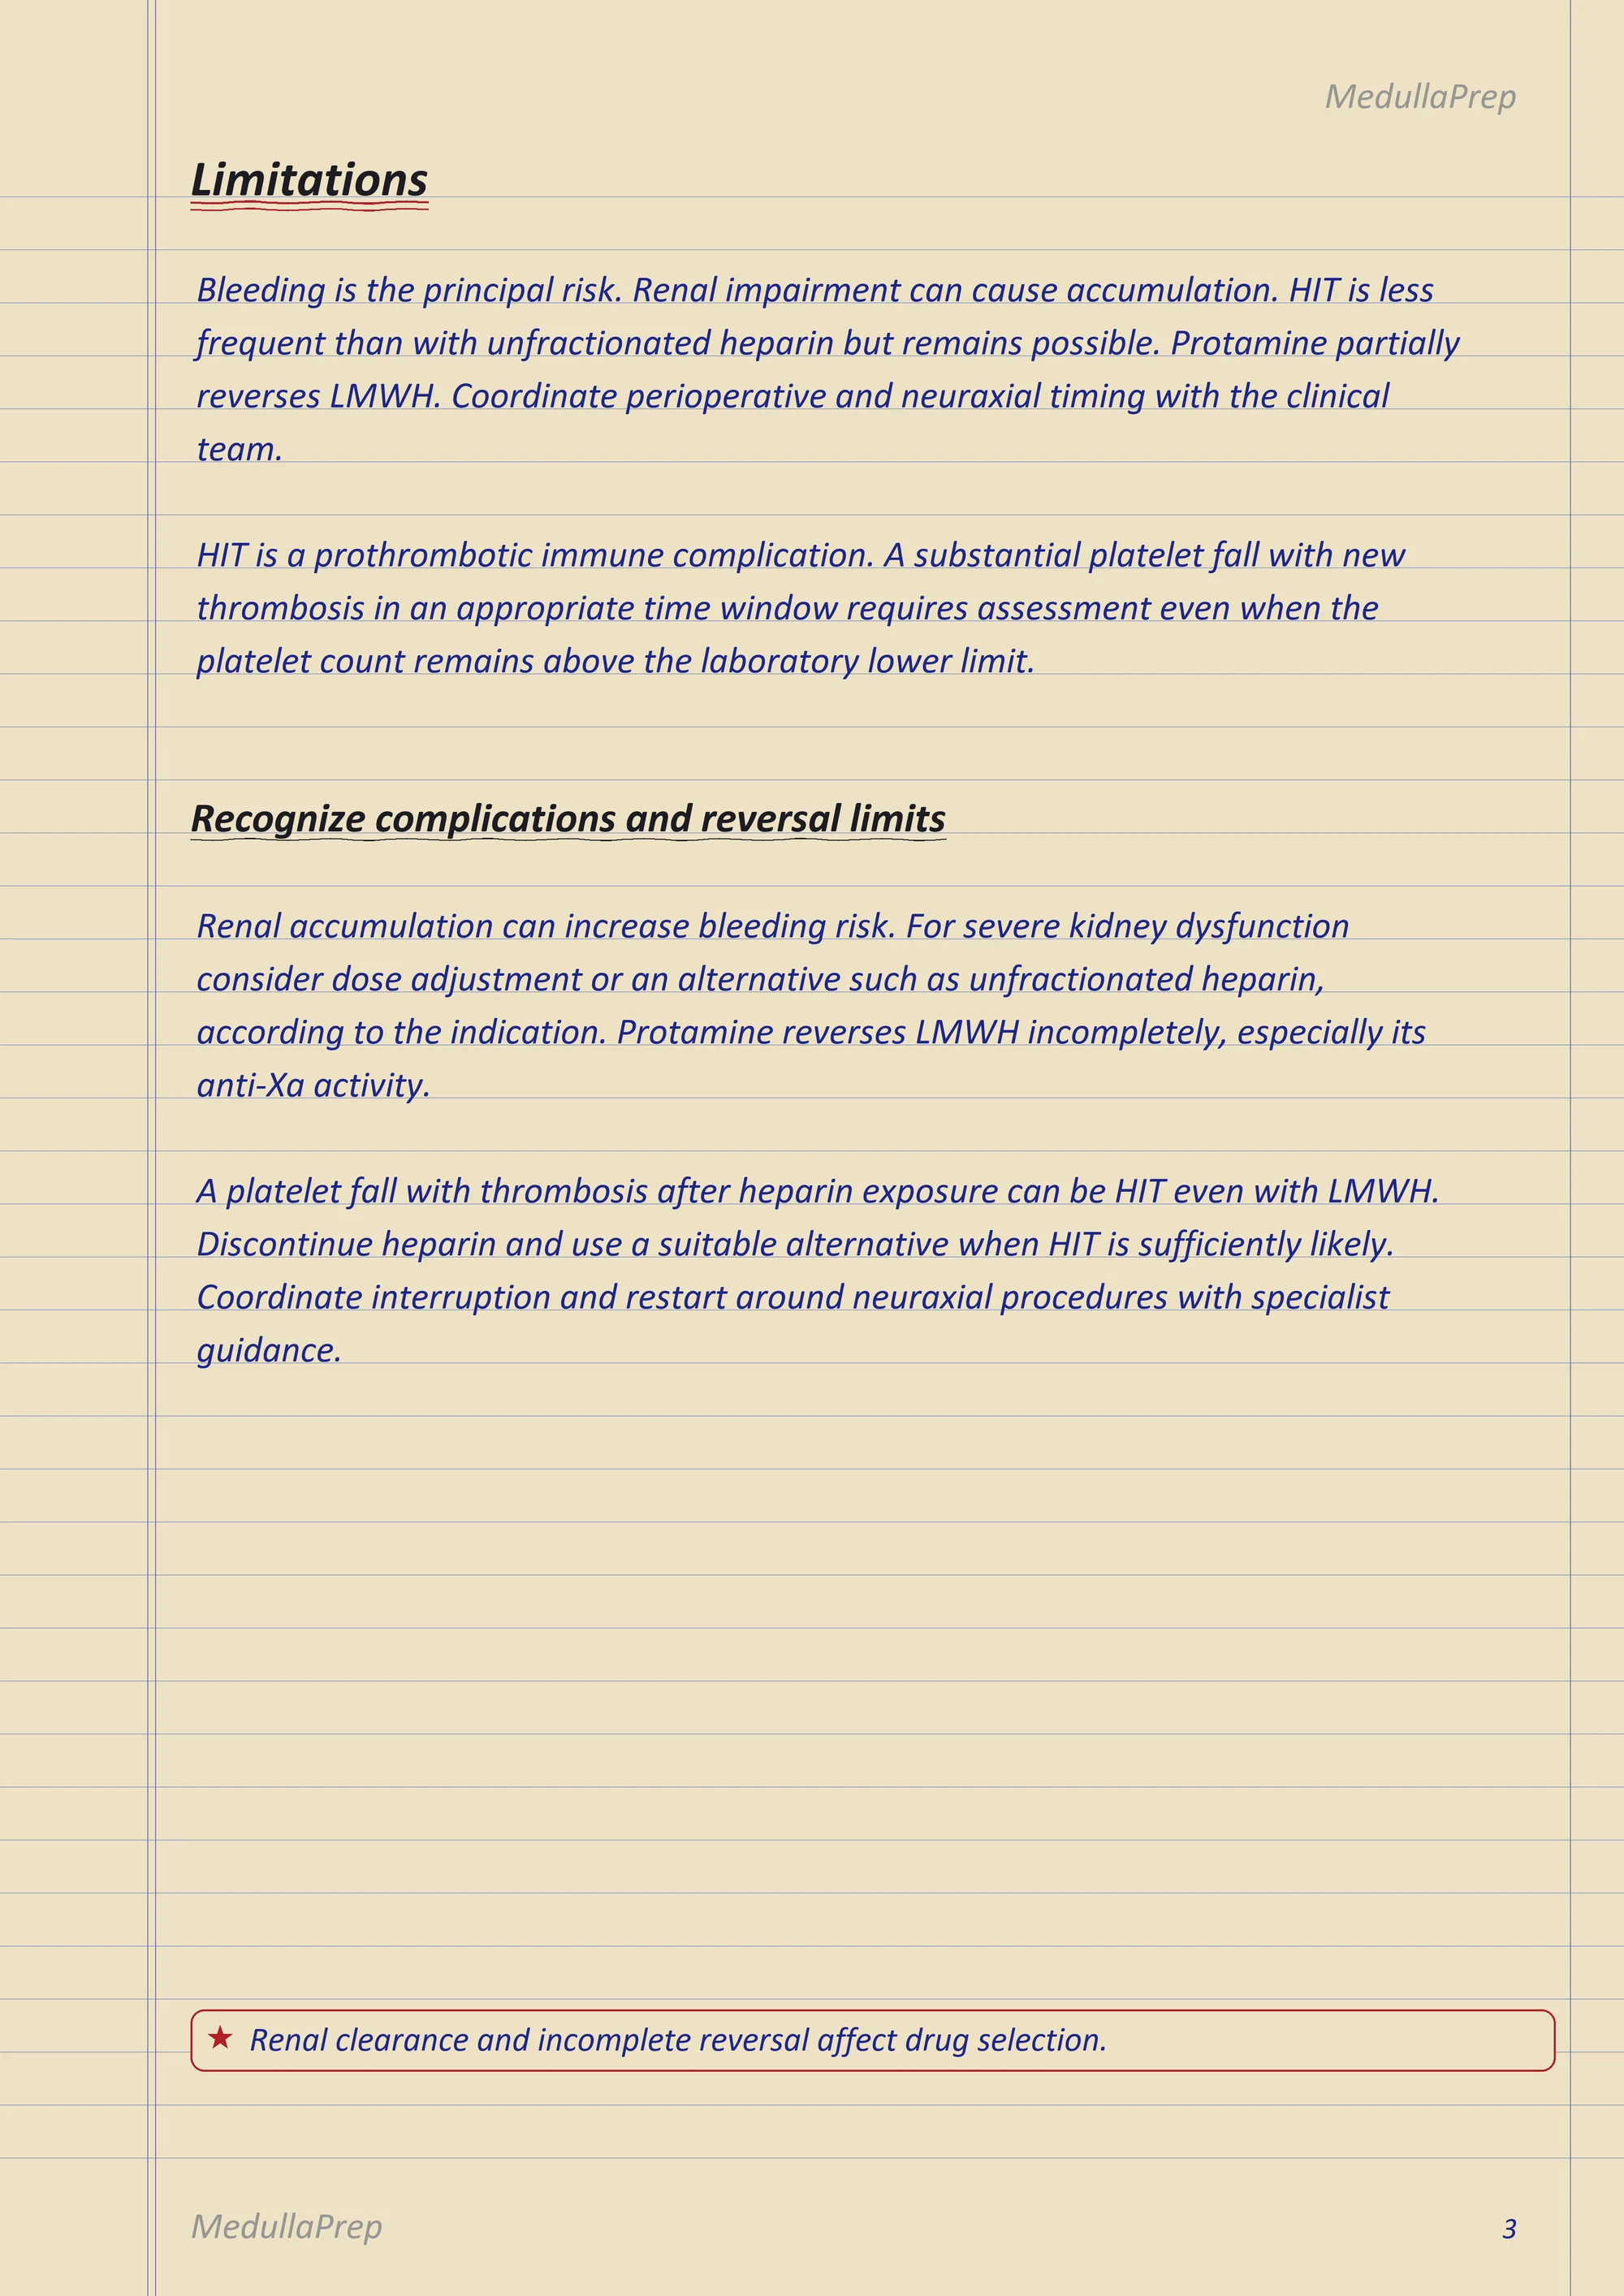 MedullaPrep
Limitations
Bleeding is the principal risk. Renal impairment can cause accumulation. HIT is less
frequent than with unfractionated heparin but remains possible. Protamine partially
reverses LMWH. Coordinate perioperative and neuraxial timing with the clinical
team.
HIT is a prothrombotic immune complication. A substantial platelet fall with new
thrombosis in an appropriate time window requires assessment even when the
platelet count remains above the laboratory lower limit.
Recognize complications and reversal limits
Renal accumulation can increase bleeding risk. For severe kidney dysfunction
consider dose adjustment or an alternative such as unfractionated heparin,
according to the indication. Protamine reverses LMWH incompletely, especially its
anti-Xa activity.
A platelet fall with thrombosis after heparin exposure can be HIT even with LMWH.
Discontinue heparin and use a suitable alternative when HIT is sufficiently likely.
Coordinate interruption and restart around neuraxial procedures with specialist
guidance.
★ Renal clearance and incomplete reversal affect drug selection.
MedullaPrep
3